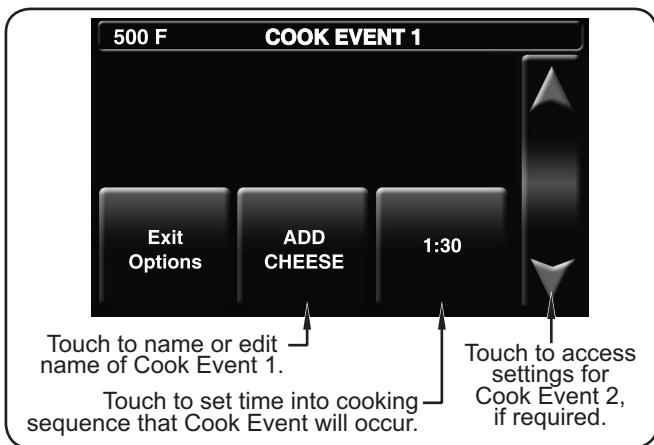 500 F COOK EVENT 1
Exit
Options
ADD
CHEESE
1:30
Touch to name or edit
name of Cook Event 1.
Touch to set time into cooking
sequence that Cook Event will occur.
Touch to access
settings for
Cook Event 2,
if required.